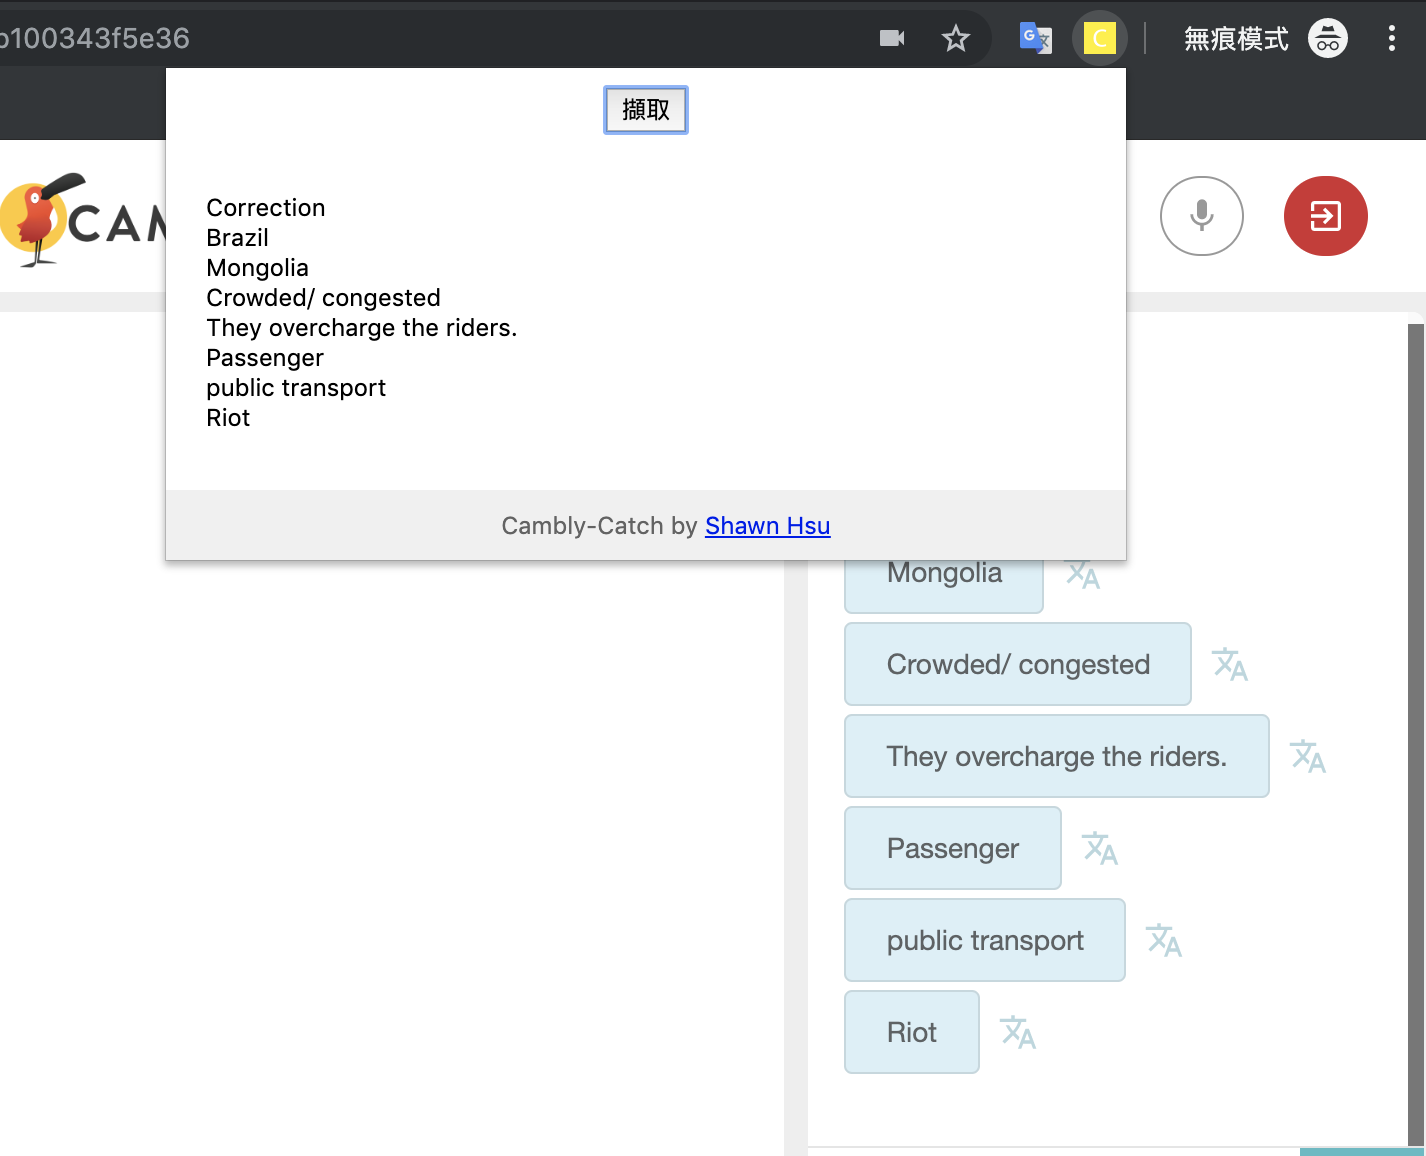 b100343f5e36
C
無痕模式
擷取
CAM
Correction
Brazil
Mongolia
Crowded/ congested
They overcharge the riders.
Passenger
public transport
Riot
Cambly-Catch by Shawn Hsu
Mongolia
Crowded/ congested
They overcharge the riders.
Passenger
public transport
Riot